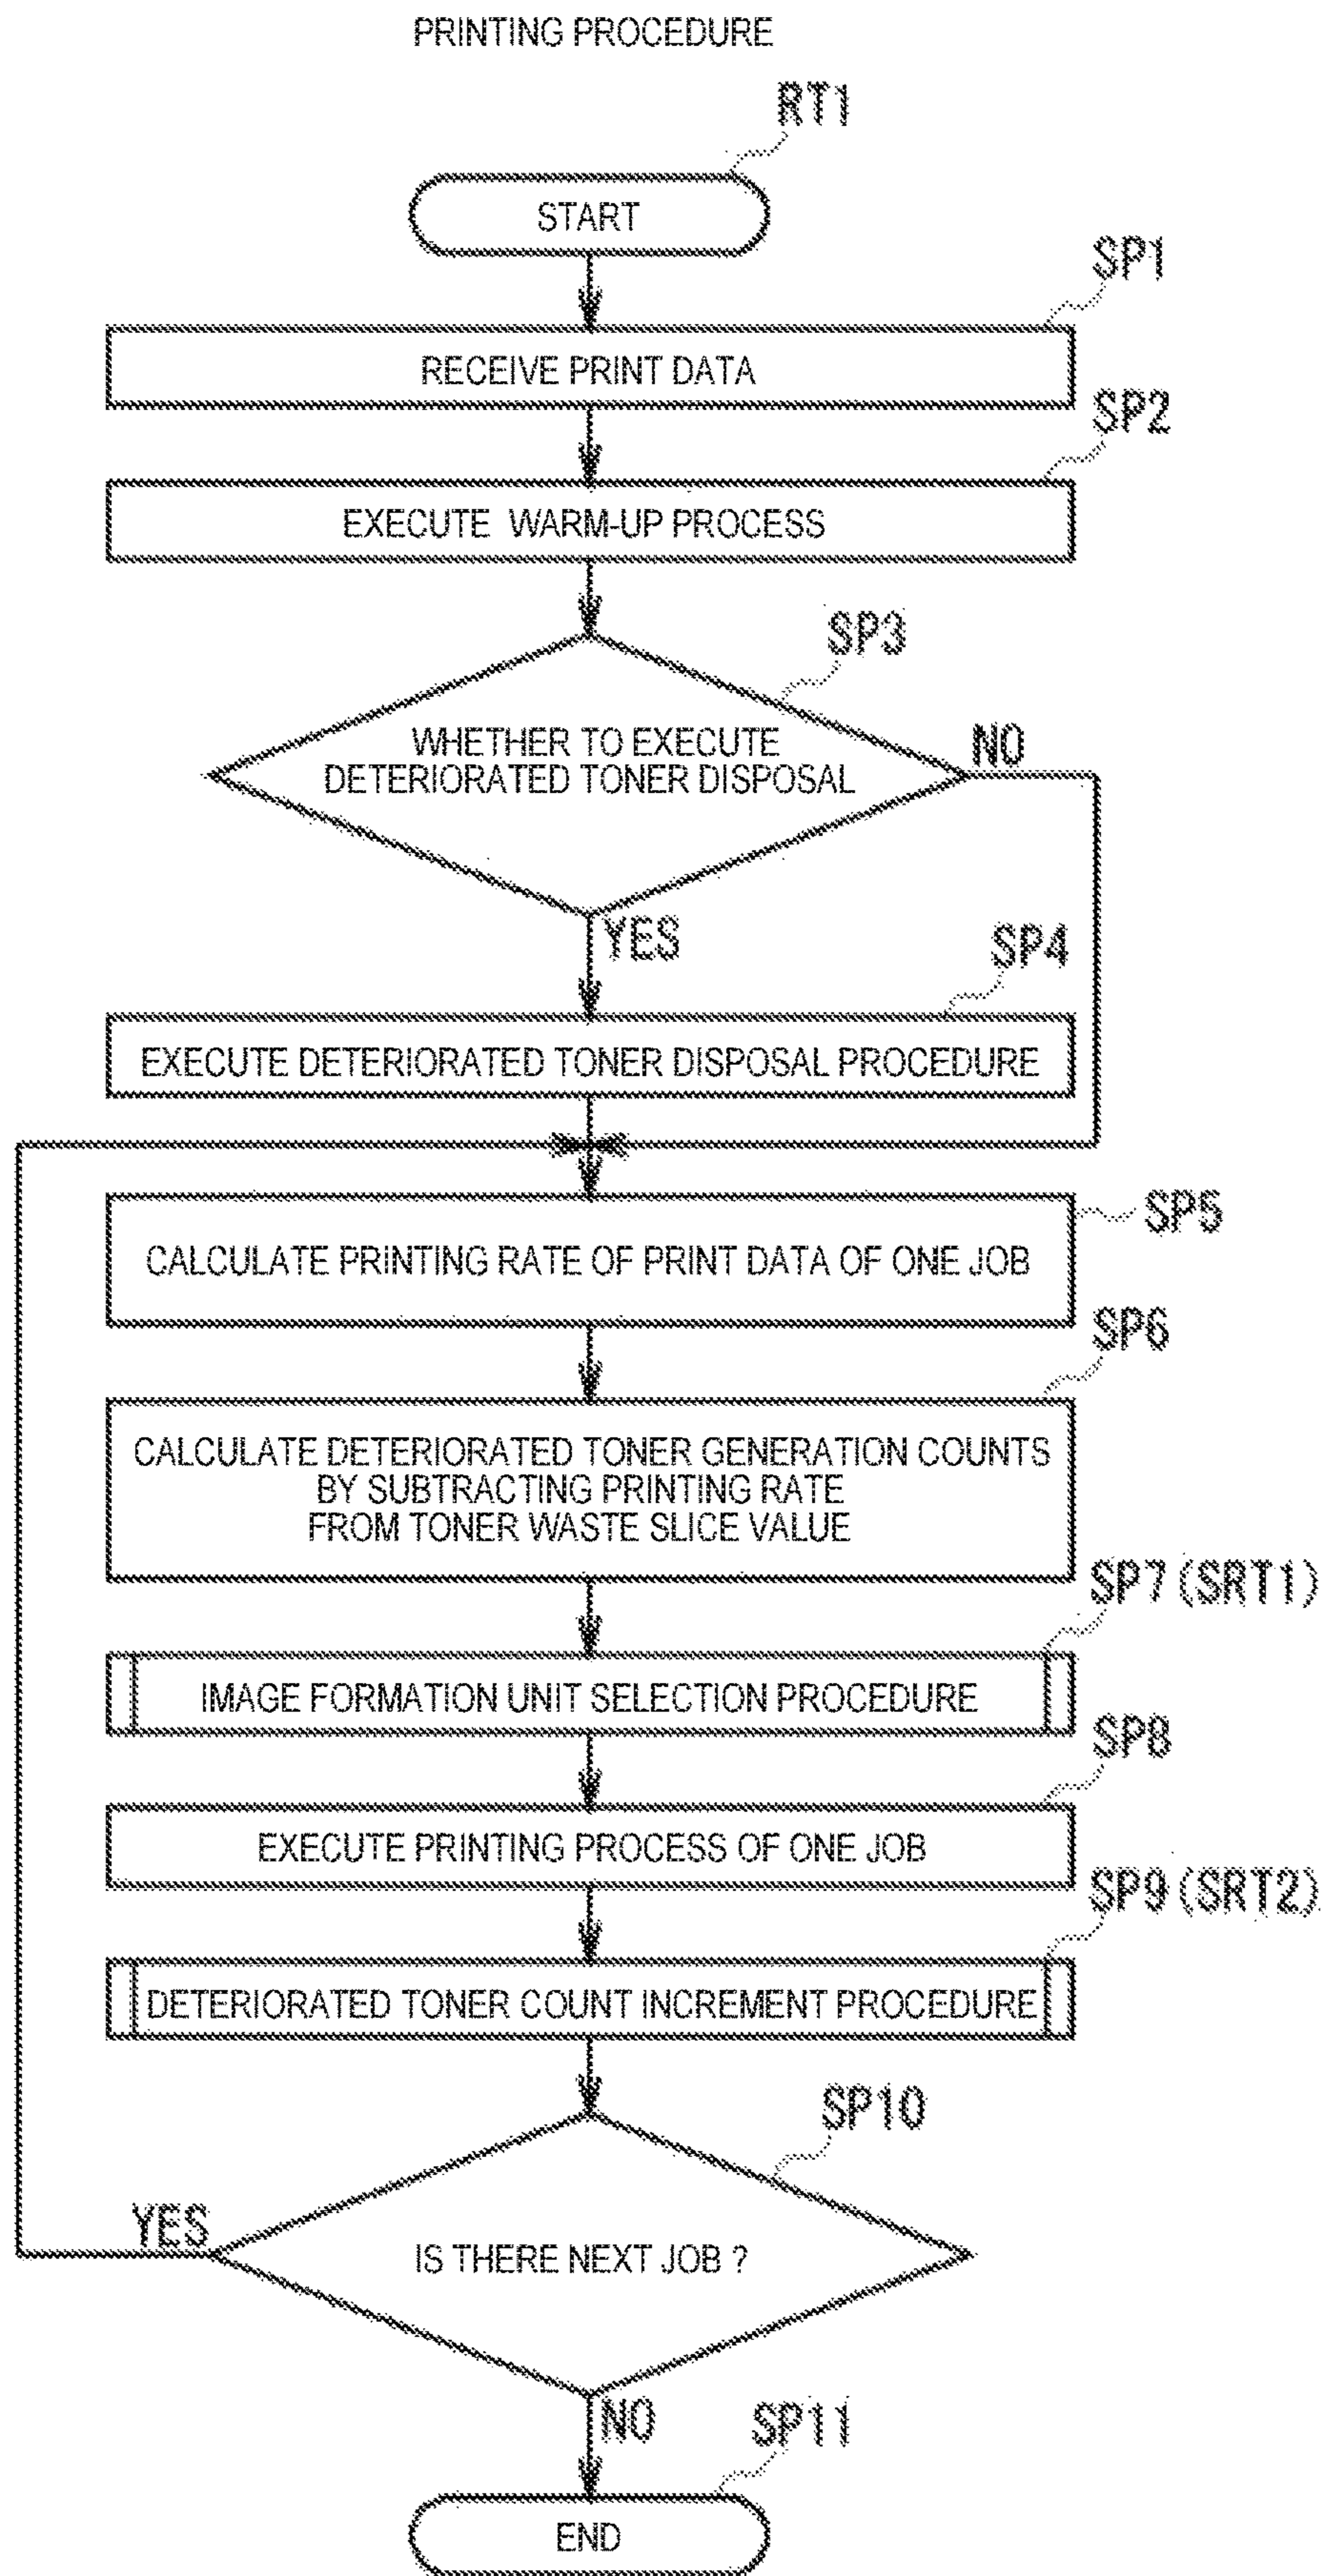 PRINTING PROCEDURE
RT1
START
SP1
RECEIVE PRINT DATA
SP2
EXECUTE WARM-UP PROCESS
SP3
WHETHER TO EXECUTE
DETERIORATED TONER DISPOSAL
NO
YES
SP4
EXECUTE DETERIORATED TONER DISPOSAL PROCEDURE
SP5
CALCULATE PRINTING RATE OF PRINT DATA OF ONE JOB
SP6
CALCULATE DETERIORATED TONER GENERATION COUNTS
BY SUBTRACTING PRINTING RATE
FROM TONER WASTE SLICE VALUE
SP7 (SRT1)
IMAGE FORMATION UNIT SELECTION PROCEDURE
SP8
EXECUTE PRINTING PROCESS OF ONE JOB
SP9 (SRT2)
DETERIORATED TONER COUNT INCREMENT PROCEDURE
SP10
YES
IS THERE NEXT JOB ?
NO
SP11
END